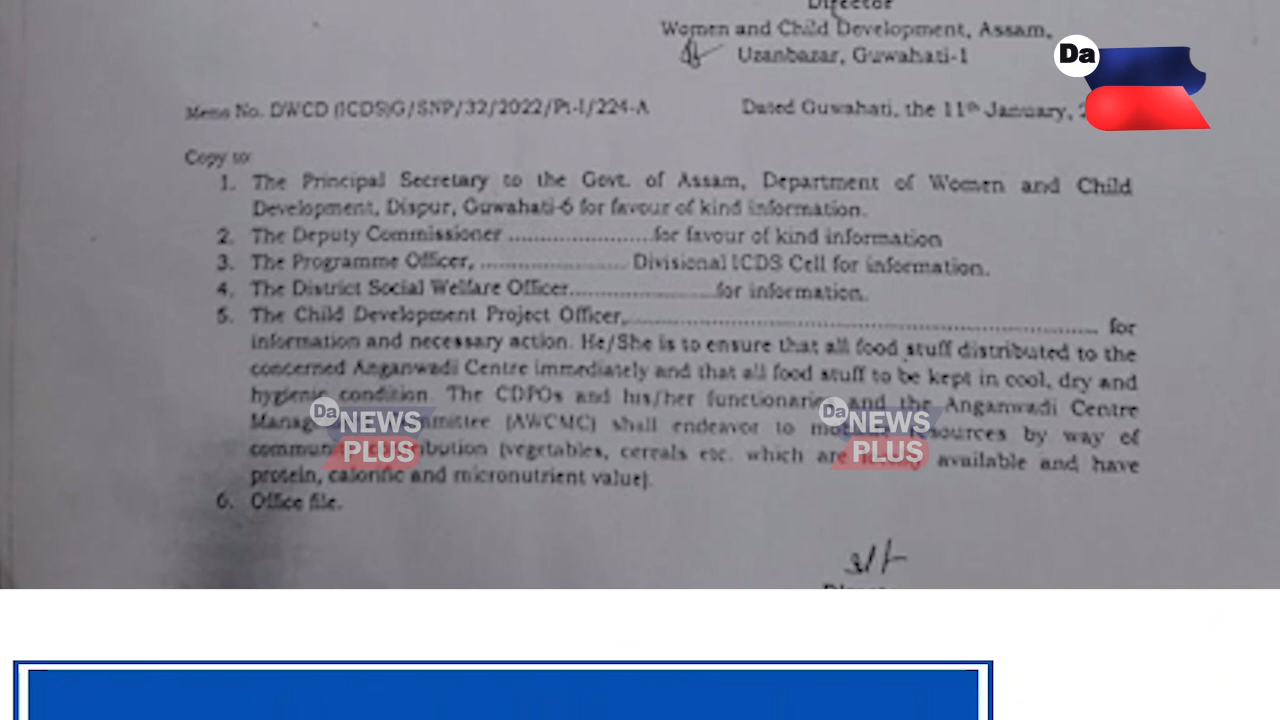 Director
Women and Child Development, Assam,
Uzanbazar, Guwahati-1
Da
Memo No. DWCD (ICDS)G/SNP/32/2022/Pt-I/224-A Dated Guwahati, the 11th January,
Copy to:
1. The Principal Secretary to the Govt. of Assam, Department of Women and Child
Development, Dispur, Guwahati-6 for favour of kind information.
2. The Deputy Commissioner ......................for favour of kind information
3. The Programme Officer, ...................... Divisional ICDS Cell for information.
4. The District Social Welfare Officer......................for information.
5. The Child Development Project Officer,...................................................................... for
information and necessary action. He/She is to ensure that all food stuff distributed to the
concerned Anganwadi Centre immediately and that all food stuff to be kept in cool, dry and
hygienic condition. The CDPOs and his/her functionaries and the Anganwadi Centre
(AWCMC) shall endeavor to resources by way of
(vegetables, cereals etc. which are available and have
protein, calorific and micronutrient value).
6. Office file.
Da NEWS PLUS
Da NEWS PLUS